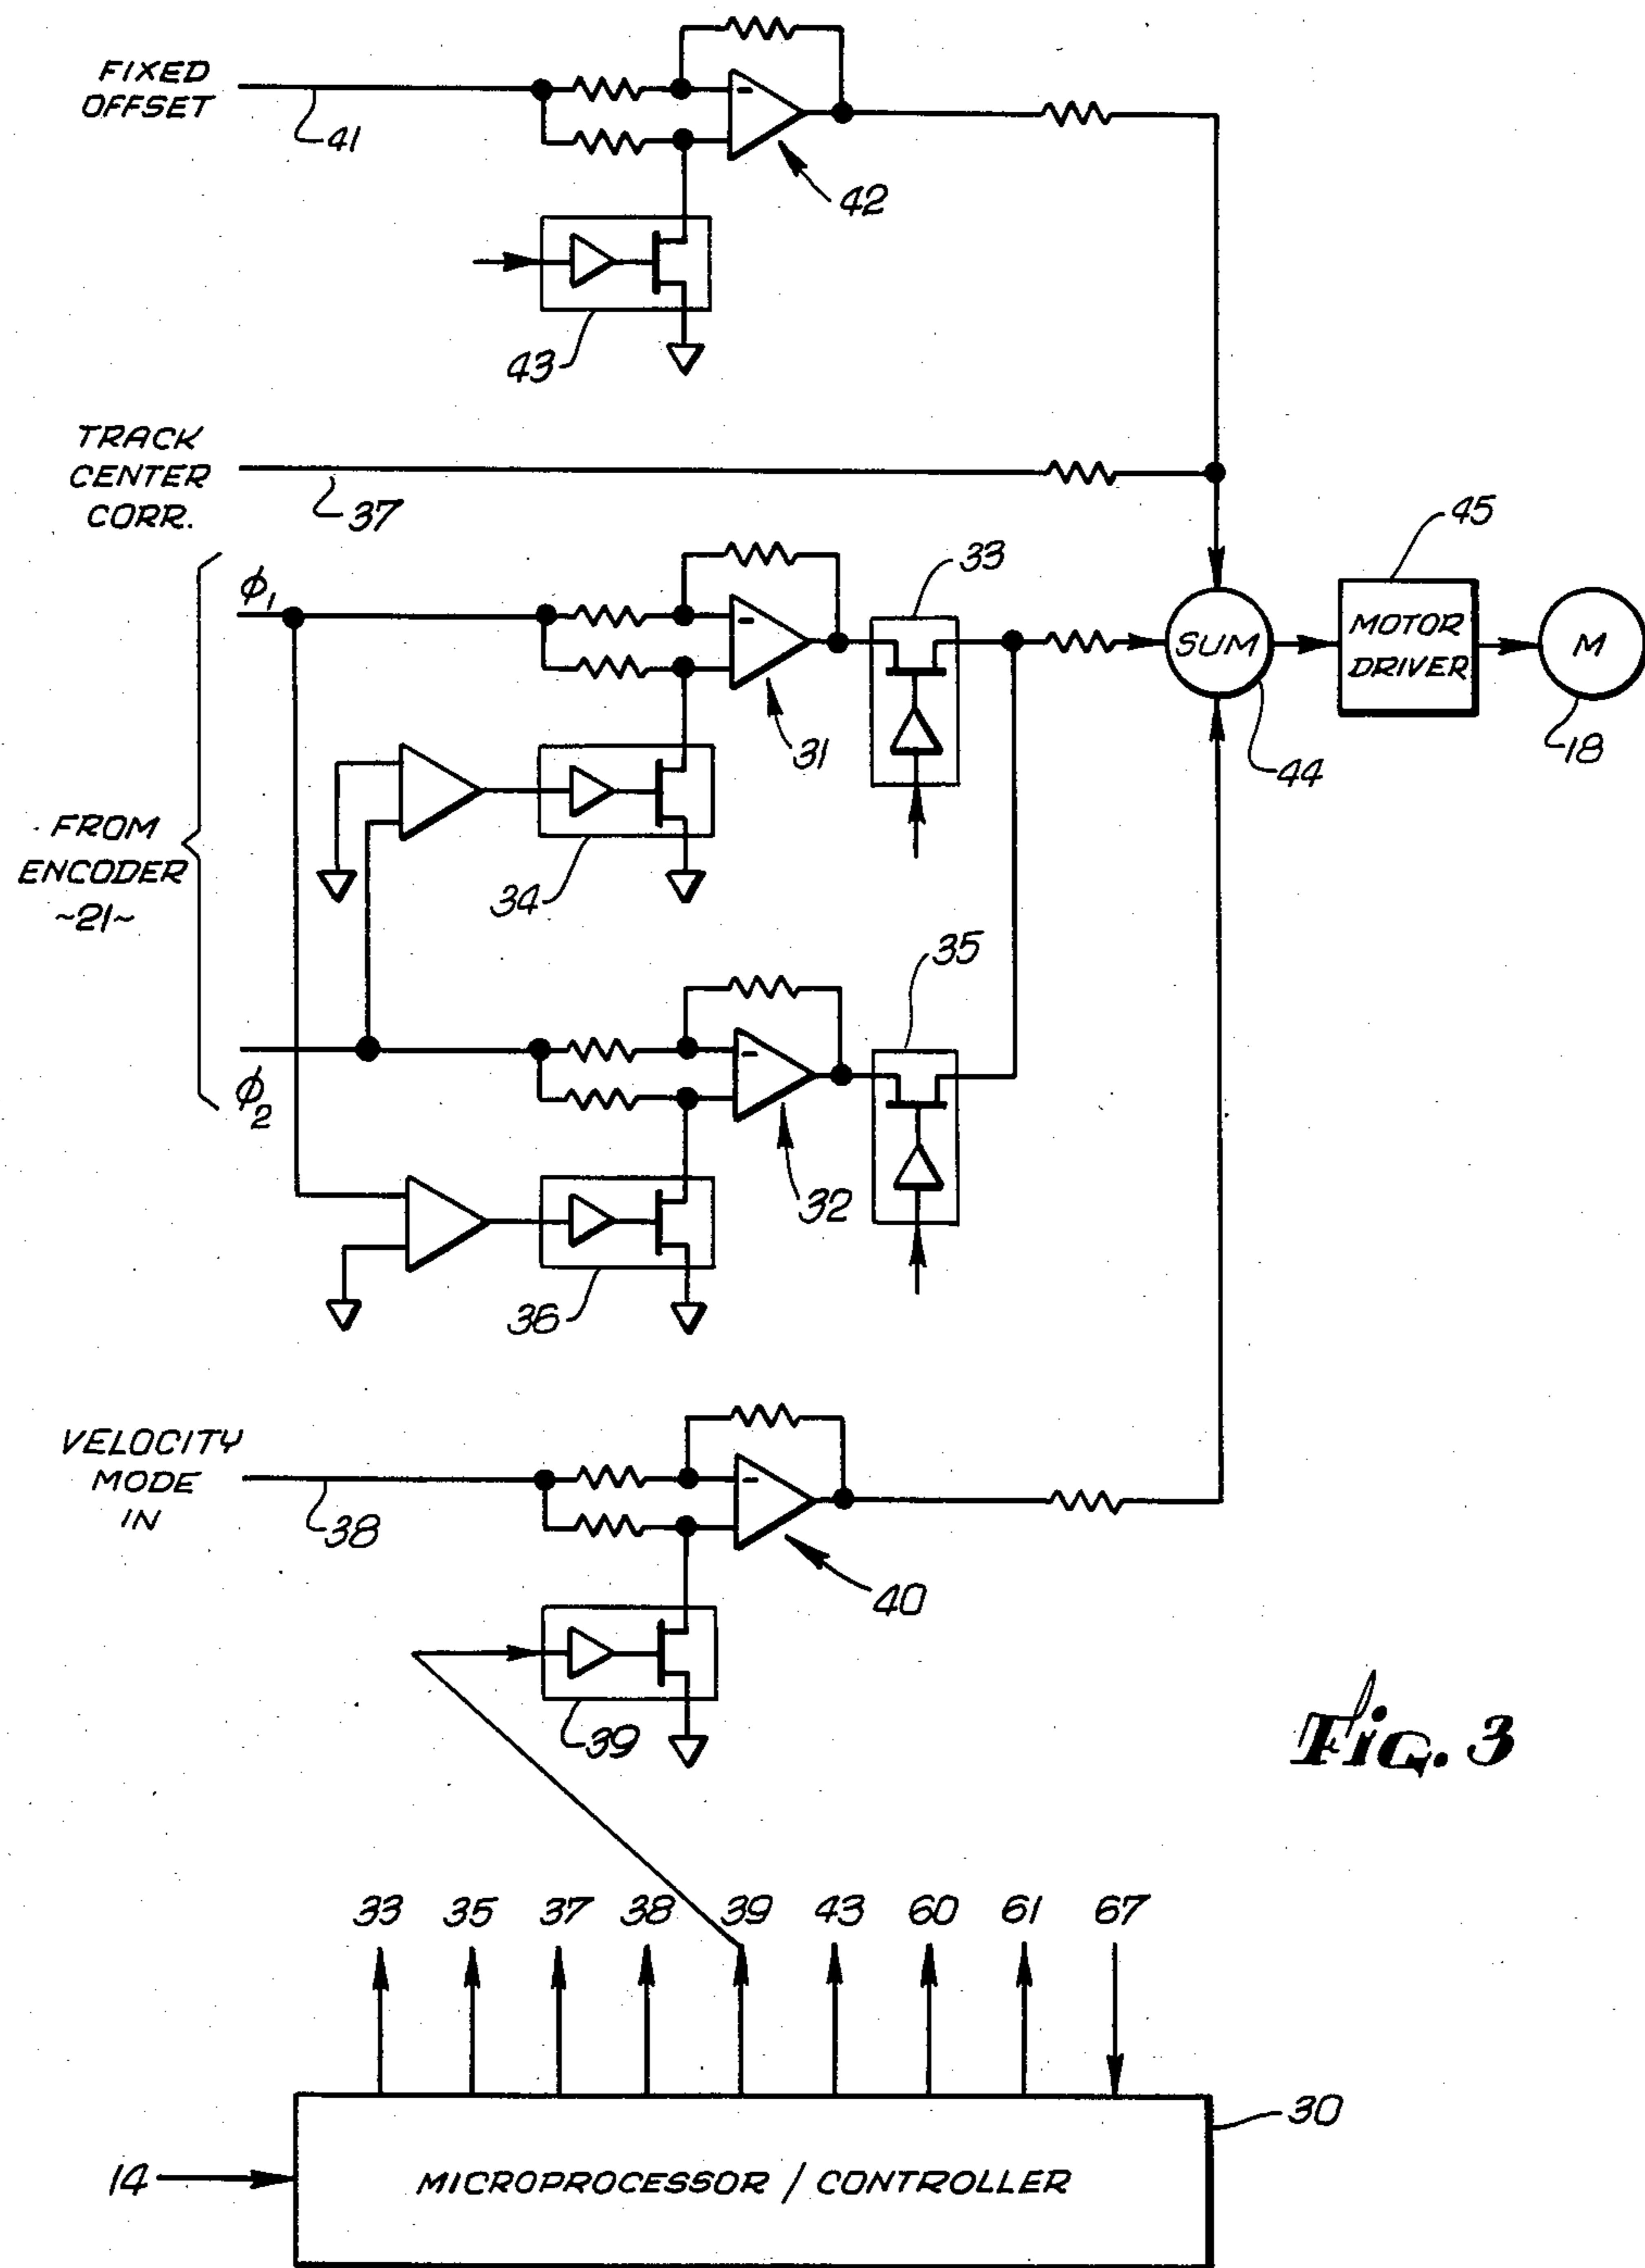 FIXED
OFFSET
41
42
43
TRACK
CENTER
CORR.
37
45
33
ϕ1
SUM
MOTOR
DRIVER
M
18
44
31
FROM
ENCODER
~21~
34
35
ϕ2
32
36
VELOCITY
MODE
IN
38
40
39
Fig. 3
33 35 37 38 39 43 60 61 67
30
14
MICROPROCESSOR / CONTROLLER